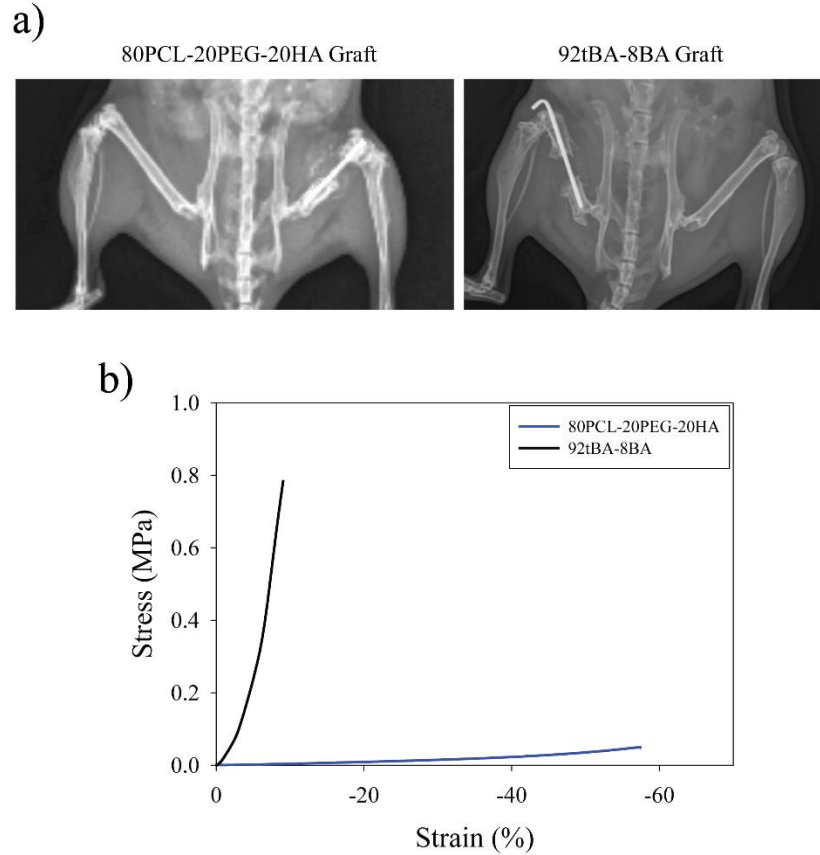 a)
80PCL-20PEG-20HA Graft
92tBA-8BA Graft
b)
1.0
80PCL-20PEG-20HA
92tBA-8BA
0.8
0.6
0.4
0.2
0.0
Stress (MPa)
0 -20 -40 -60
Strain (%)